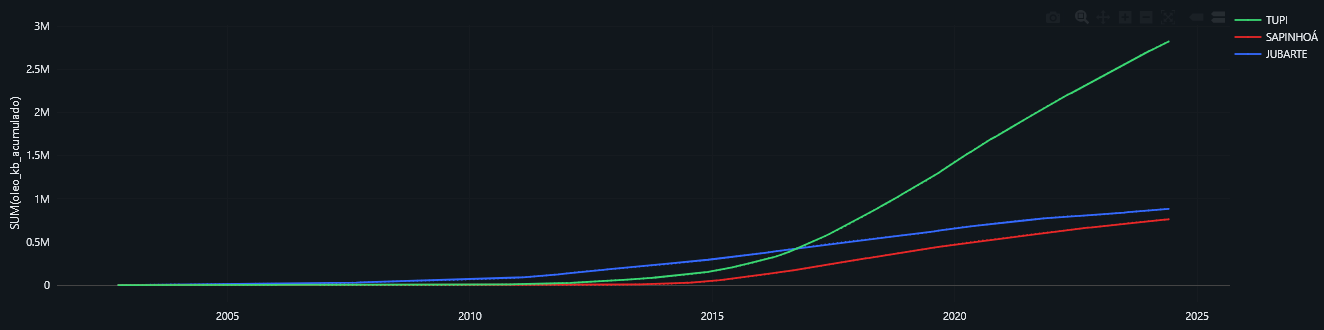 TUPI
SAPINHOÁ
JUBARTE
SUM(oleo_kb_acumulado)
3M
2.5M
2M
1.5M
1M
0.5M
0
2005
2010
2015
2020
2025